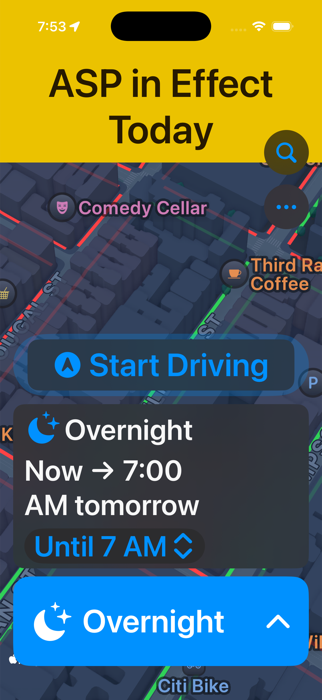 7:53
ASP in Effect
Today
Comedy Cellar
Third Ra
Coffee
Start Driving
P
K
Overnight
Now → 7:00
AM tomorrow
Until 7 AM
Overnight
Citi Bike